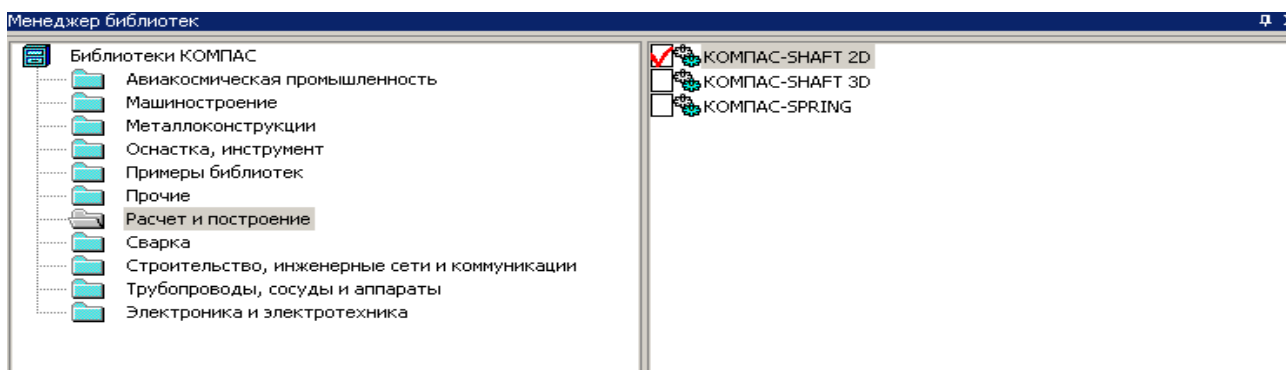 Менеджер библиотек
Библиотеки КОМПАС
Авиакосмическая промышленность
Машиностроение
Металлоконструкции
Оснастка, инструмент
Примеры библиотек
Прочие
Расчет и построение
Сварка
Строительство, инженерные сети и коммуникации
Трубопроводы, сосуды и аппараты
Электроника и электротехника
КОМПАС-SHAFT 2D
КОМПАС-SHAFT 3D
КОМПАС-SPRING